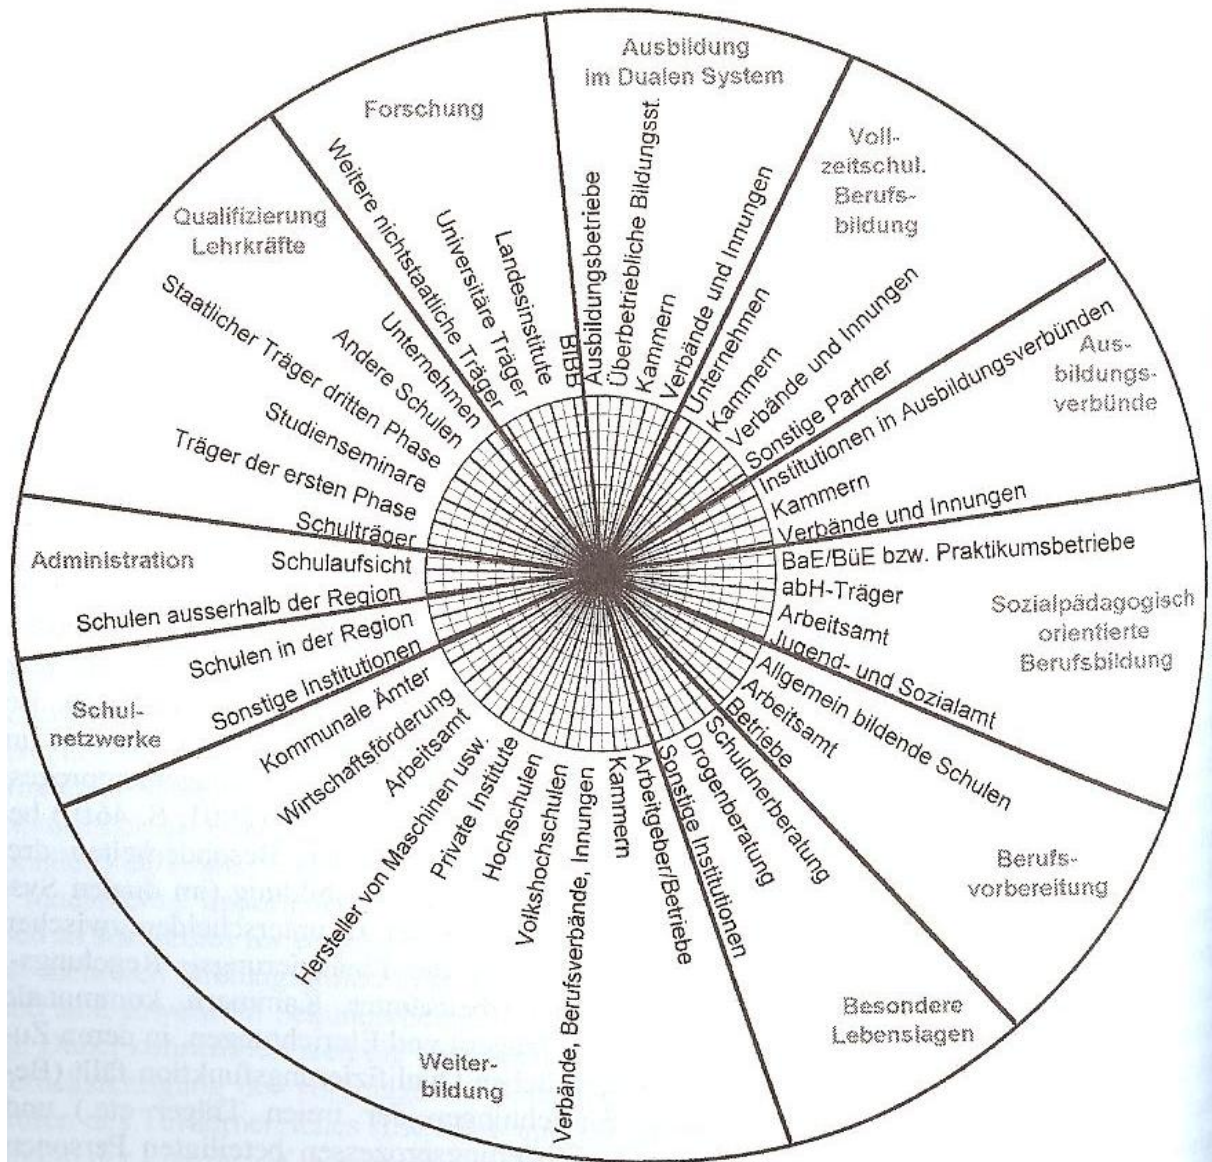 Ausbildung
im Dualen System
Ausbildungsbetriebe
Überbetriebliche Bildungsst.
Kammern
Verbände und Innungen
Voll-
zeitschul.
Berufs-
bildung
Unternehmen
Kammern
Verbände und Innungen
Sonstige Partner
Aus-
bildungs-
verbünde
Institutionen in Ausbildungsverbünden
Kammern
Verbände und Innungen
Sozialpädagogisch
orientierte
Berufsbildung
BaE/BüE bzw. Praktikumsbetriebe
abH-Träger
Arbeitsamt
Jugend- und Sozialamt
Berufs-
vorbereitung
Allgemein bildende Schulen
Arbeitsamt
Betriebe
Besondere
Lebenslagen
Schuldnerberatung
Drogenberatung
Sonstige Institutionen
Weiter-
bildung
Arbeitgeber/Betriebe
Kammern
Verbände, Berufsverbände, Innungen
Volkshochschulen
Hochschulen
Private Institute
Hersteller von Maschinen usw.
Arbeitsamt
Wirtschaftsförderung
Kommunale Ämter
Sonstige Institutionen
Schul-
netzwerke
Schulen in der Region
Schulen ausserhalb der Region
Administration
Schulaufsicht
Schulträger
Qualifizierung
Lehrkräfte
Träger der ersten Phase
Studienseminare
Staatlicher Träger dritten Phase
Andere Schulen
Unternehmen
Forschung
Weitere nichtstaatliche Träger
Universitäre Träger
Landesinstitute
BIBB